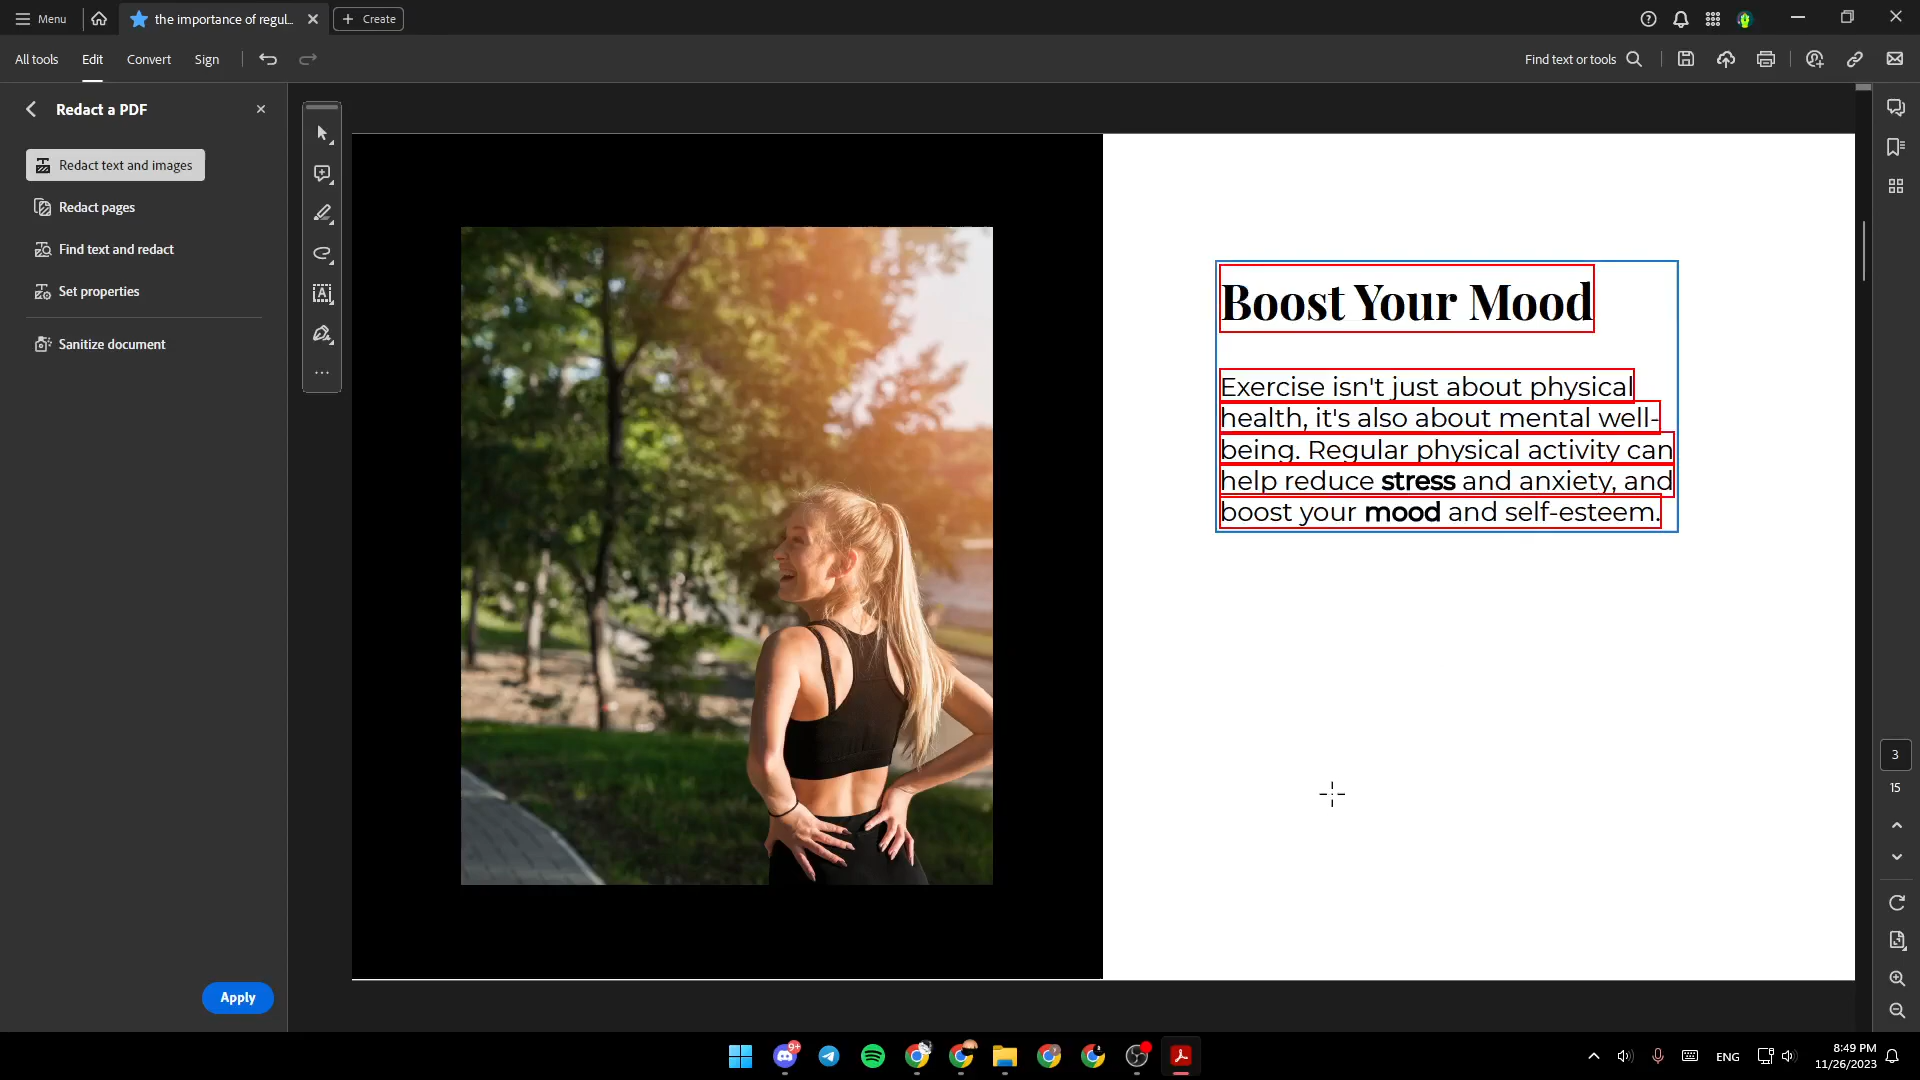 Menu
the importance of regul...
Create
All tools
Edit
Convert
Sign
Find text or tools
Redact a PDF
Redact text and images
Redact pages
Find text and redact
Set properties
Sanitize document
Apply
Boost Your Mood
Exercise isn't just about physical
health, it's also about mental well-
being. Regular physical activity can
help reduce stress and anxiety, and
boost your mood and self-esteem.
3
15
9+
ENG
8:49 PM
11/26/2023